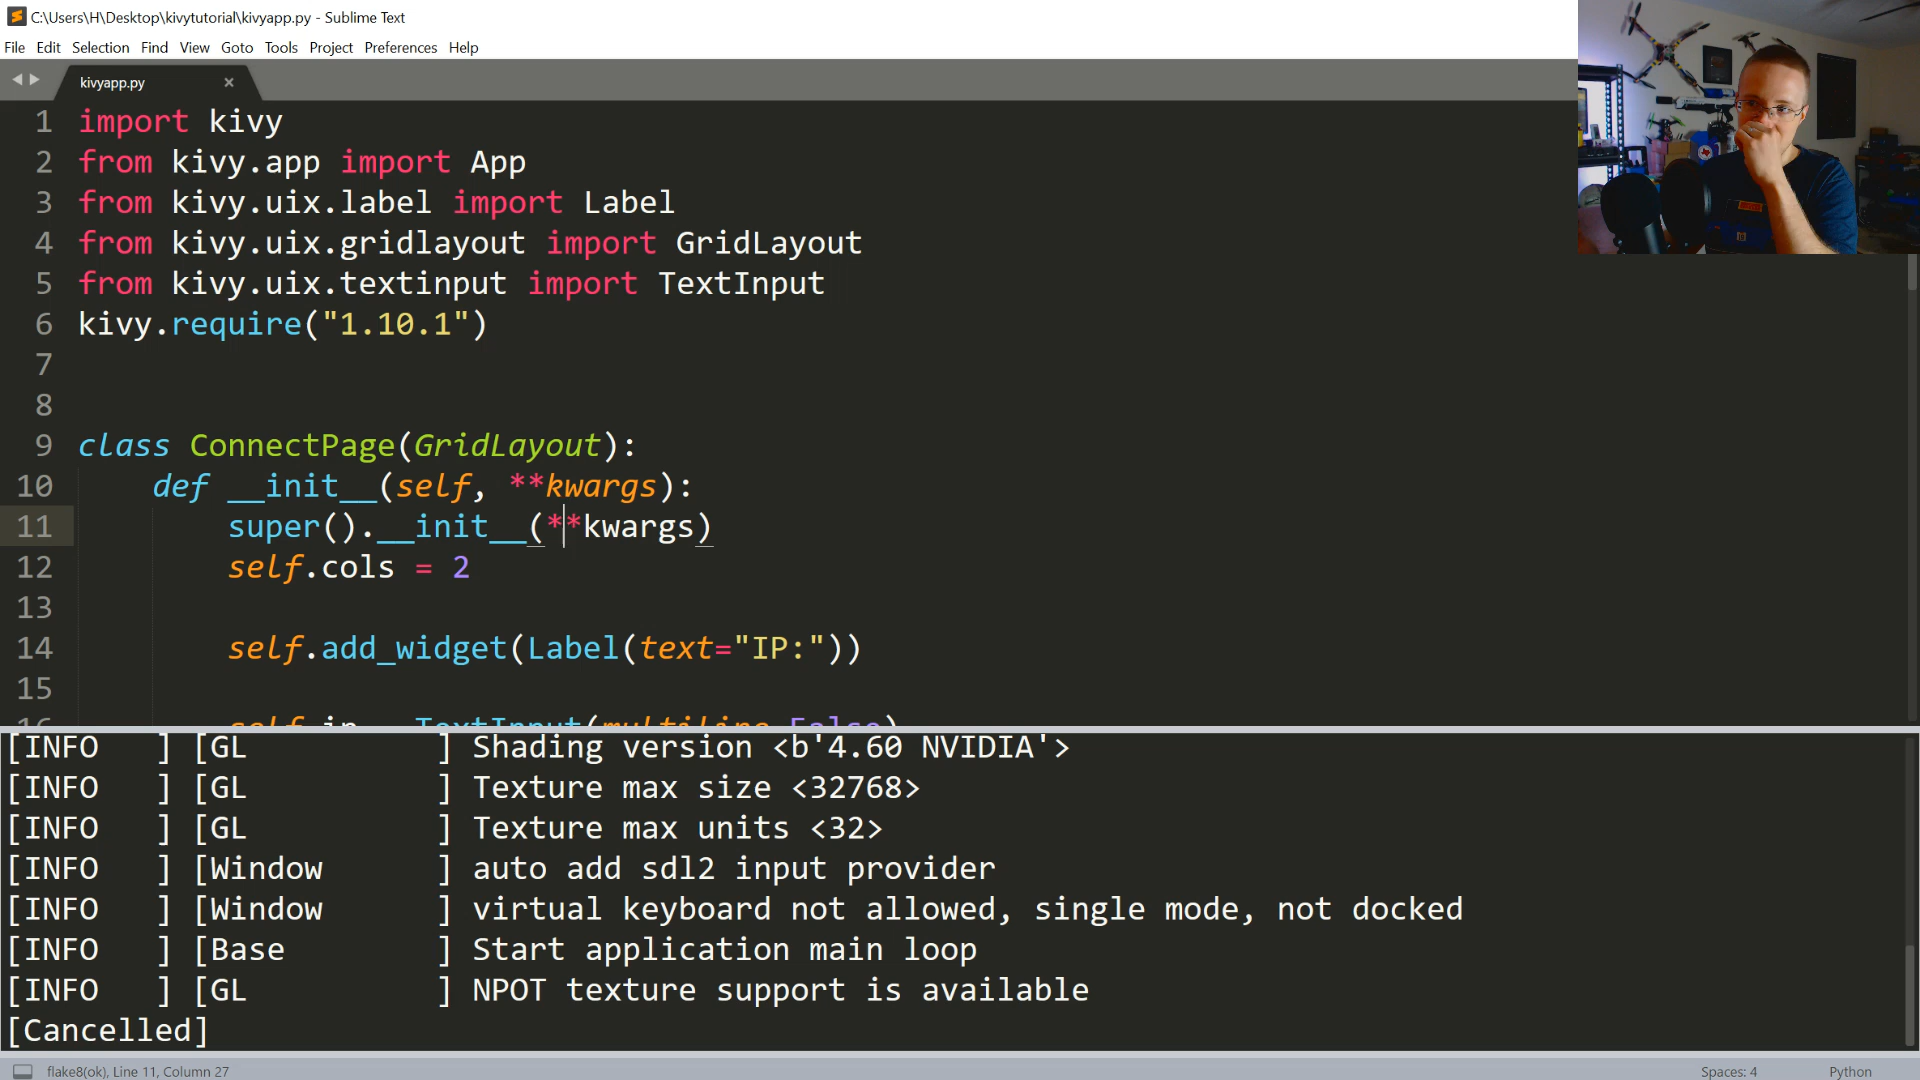 C:\Users\H\Desktop\kivytutorial\kivyapp.py - Sublime Text
File Edit Selection Find View Goto Tools Project Preferences Help
kivyapp.py ×
1 import kivy
2 from kivy.app import App
3 from kivy.uix.label import Label
4 from kivy.uix.gridlayout import GridLayout
5 from kivy.uix.textinput import TextInput
6 kivy.require("1.10.1")
7
8
9 class ConnectPage(GridLayout):
10 def __init__(self, **kwargs):
11 super().__init__(**kwargs)
12 self.cols = 2
13
14 self.add_widget(Label(text="IP:"))
15
16 self.ip = TextInput(multiline=False)
[INFO   ] [GL          ] Shading version <b'4.60 NVIDIA'>
[INFO   ] [GL          ] Texture max size <32768>
[INFO   ] [GL          ] Texture max units <32>
[INFO   ] [Window      ] auto add sdl2 input provider
[INFO   ] [Window      ] virtual keyboard not allowed, single mode, not docked
[INFO   ] [Base        ] Start application main loop
[INFO   ] [GL          ] NPOT texture support is available
[Cancelled]
flake8(ok), Line 11, Column 27 Spaces: 4 Python